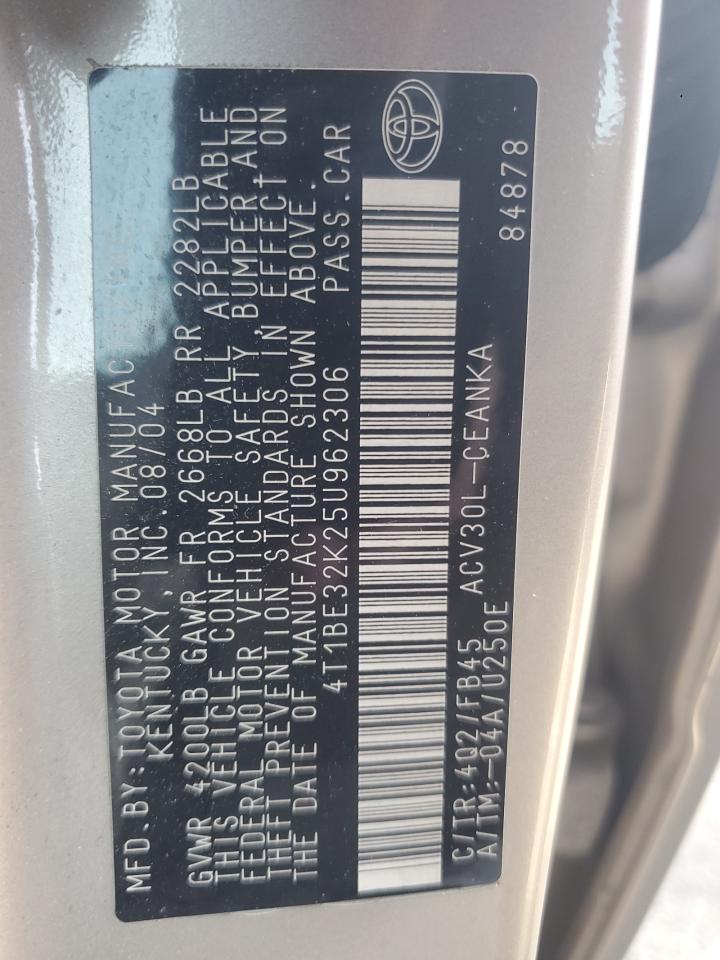 MFD.BY:TOYOTA MOTOR MANUFACTURING
KENTUCKY, INC. 08/04
GVWR 4200LB GAWR FR 2668LB RR 2282LB
THIS VEHICLE CONFORMS TO ALL APPLICABLE
FEDERAL MOTOR VEHICLE SAFETY,BUMPER AND
THEFT PREVENTION STANDARDS IN EFFECT ON
THE DATE OF MANUFACTURE SHOWN ABOVE.
4T1BE32K25U962306 PASS.CAR
C/TR:4Q2/FB45 ACV30L-CEANKA 84878
A/TM:-04A/U250E